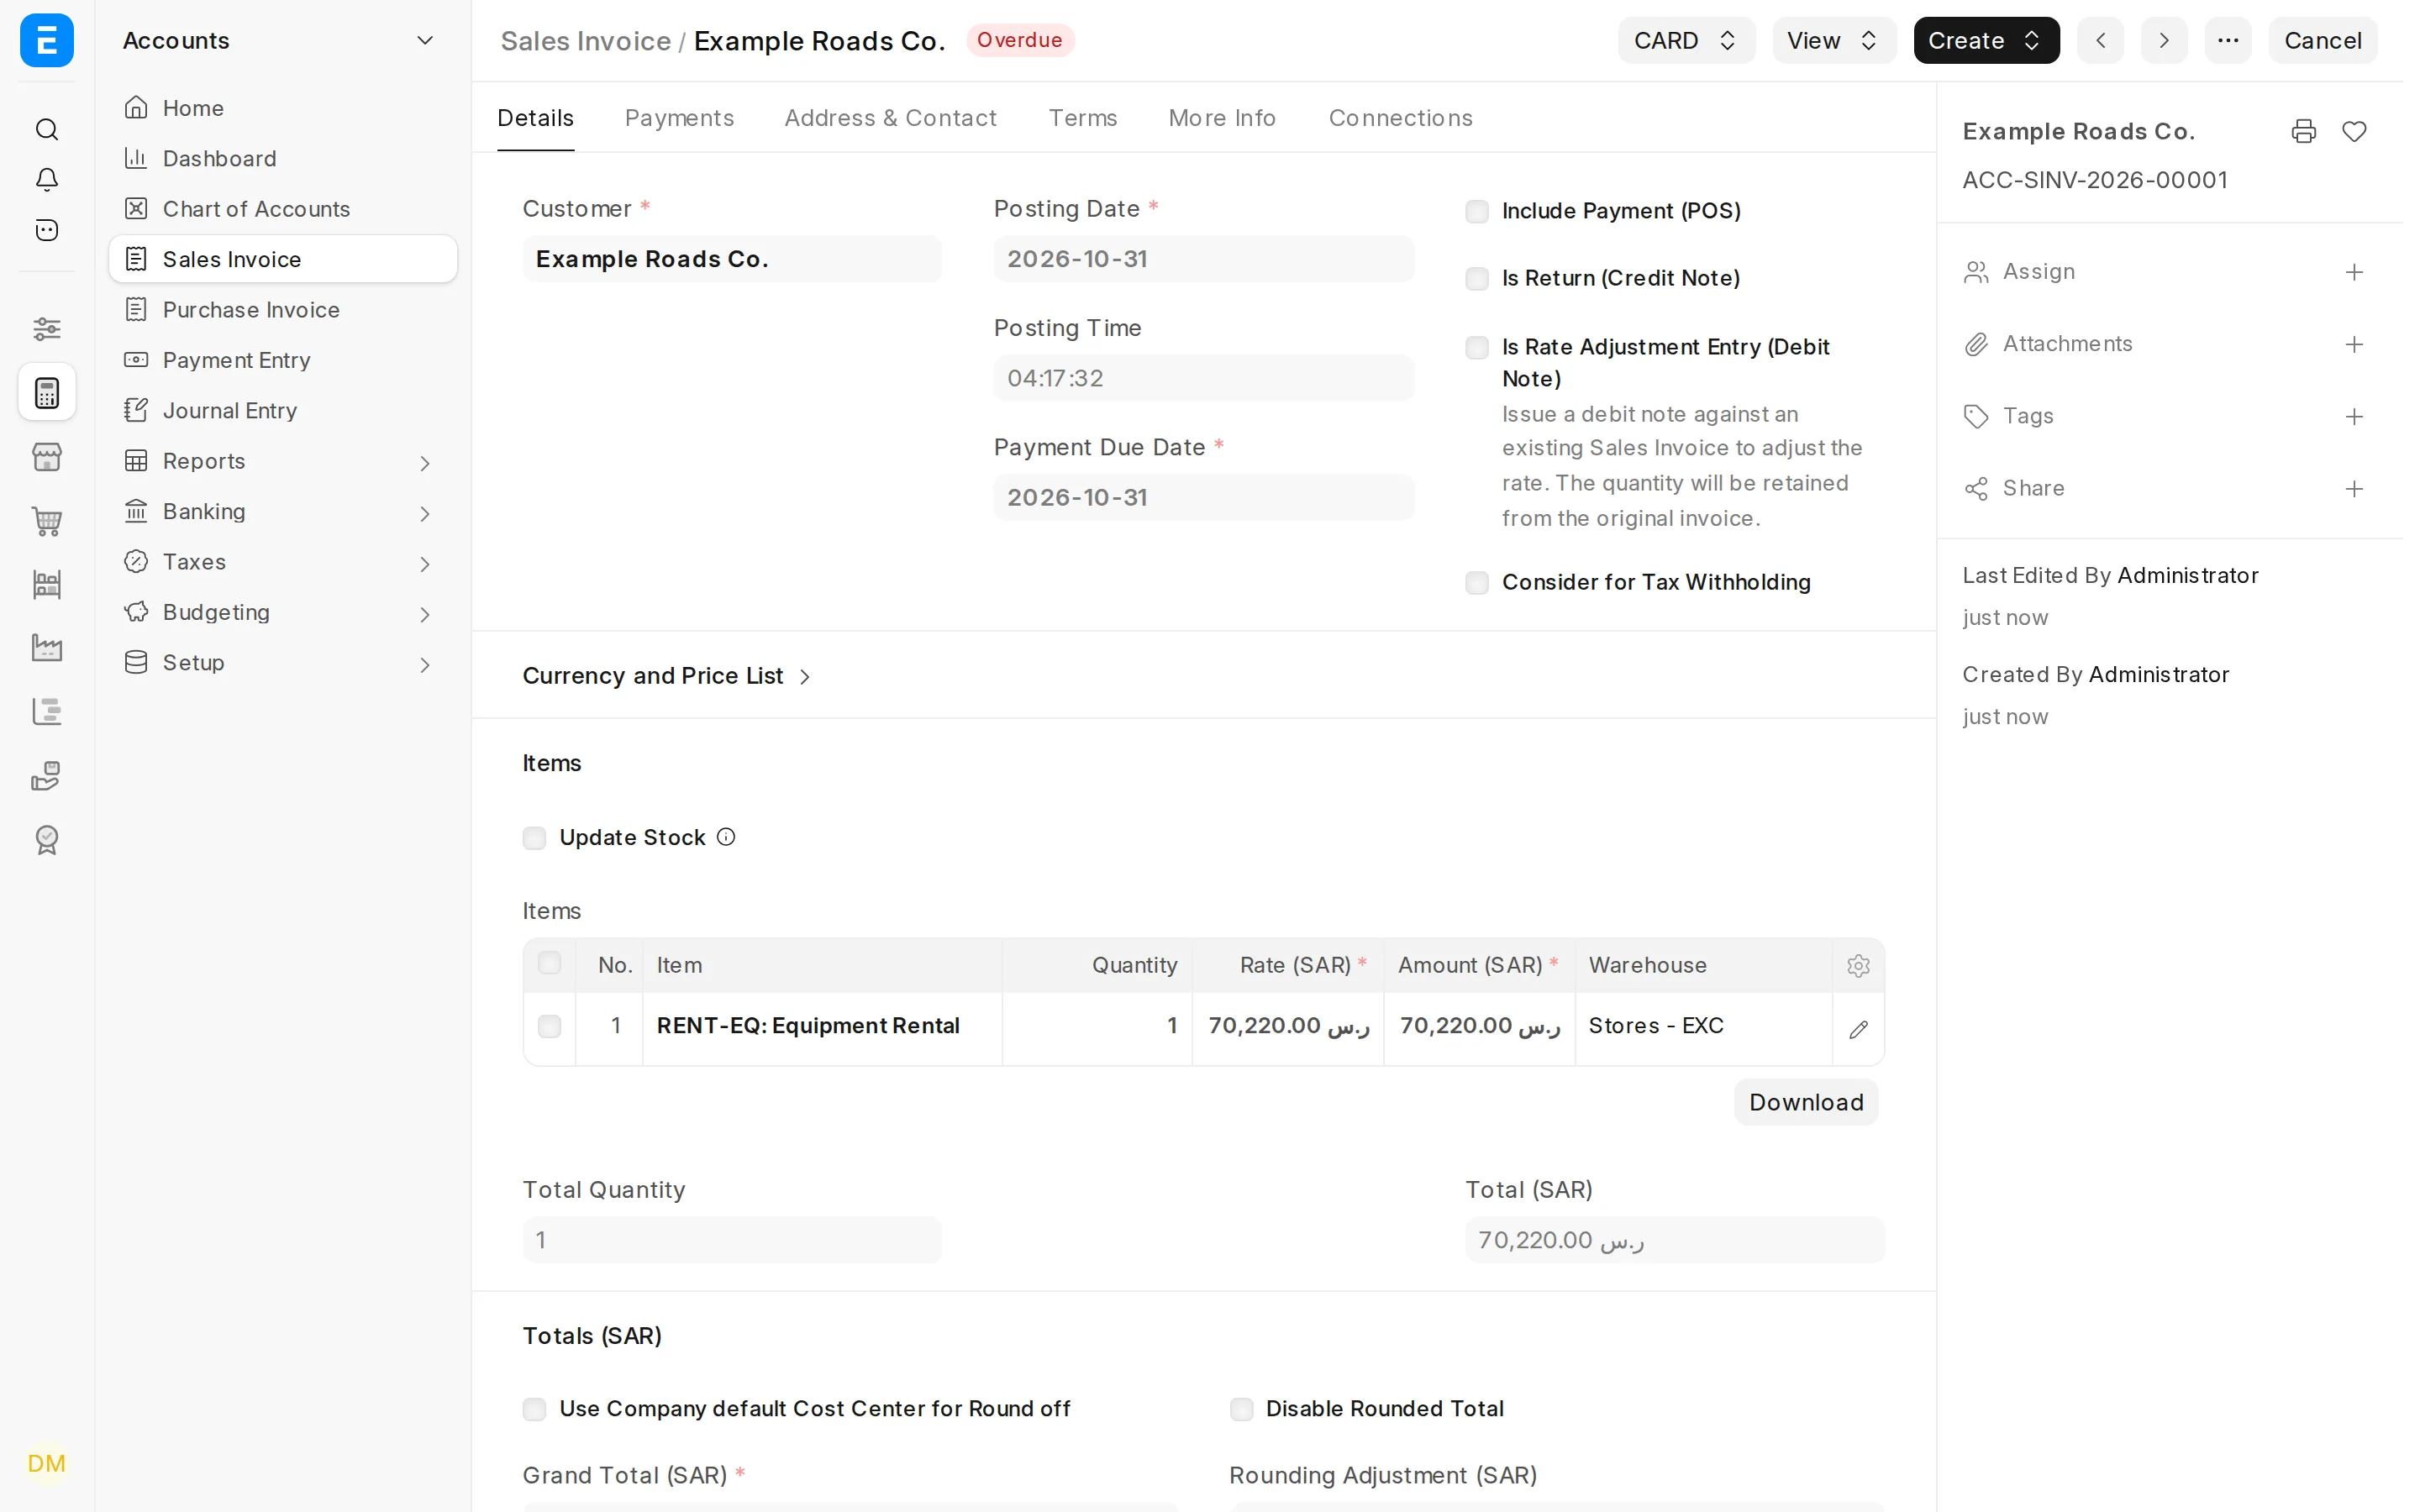 Accounts
Home
Dashboard
Chart of Accounts
Sales Invoice
Purchase Invoice
Payment Entry
Journal Entry
Reports
Banking
Taxes
Budgeting
Setup
DM
Sales Invoice / Example Roads Co. Overdue
CARD View Create Cancel
Details Payments Address & Contact Terms More Info Connections
Customer *
Example Roads Co.
Posting Date *
2026-10-31
Posting Time
04:17:32
Payment Due Date *
2026-10-31
Include Payment (POS)
Is Return (Credit Note)
Is Rate Adjustment Entry (Debit
Note)
Issue a debit note against an
existing Sales Invoice to adjust the
rate. The quantity will be retained
from the original invoice.
Consider for Tax Withholding
Currency and Price List
Items
Update Stock
Items
No. Item Quantity Rate (SAR) * Amount (SAR) * Warehouse
1 RENT-EQ: Equipment Rental 1 70,220.00 ر.س 70,220.00 ر.س Stores - EXC
Download
Total Quantity
1
Total (SAR)
70,220.00 ر.س
Totals (SAR)
Use Company default Cost Center for Round off
Disable Rounded Total
Grand Total (SAR) *
Rounding Adjustment (SAR)
Example Roads Co.
ACC-SINV-2026-00001
Assign
Attachments
Tags
Share
Last Edited By Administrator
just now
Created By Administrator
just now